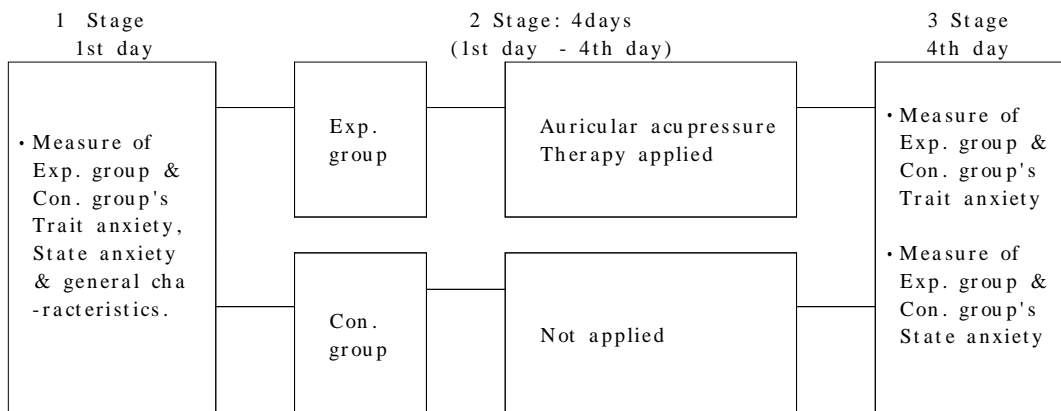 1 Stage
1st day
2 Stage: 4days
(1st day - 4th day)
3 Stage
4th day
• Measure of
Exp. group &
Con. group's
Trait anxiety,
State anxiety
& general cha
-racteristics.
Exp.
group
Auricular acupressure
Therapy applied
Con.
group
Not applied
• Measure of
Exp. group &
Con. group's
Trait anxiety
• Measure of
Exp. group &
Con. group's
State anxiety